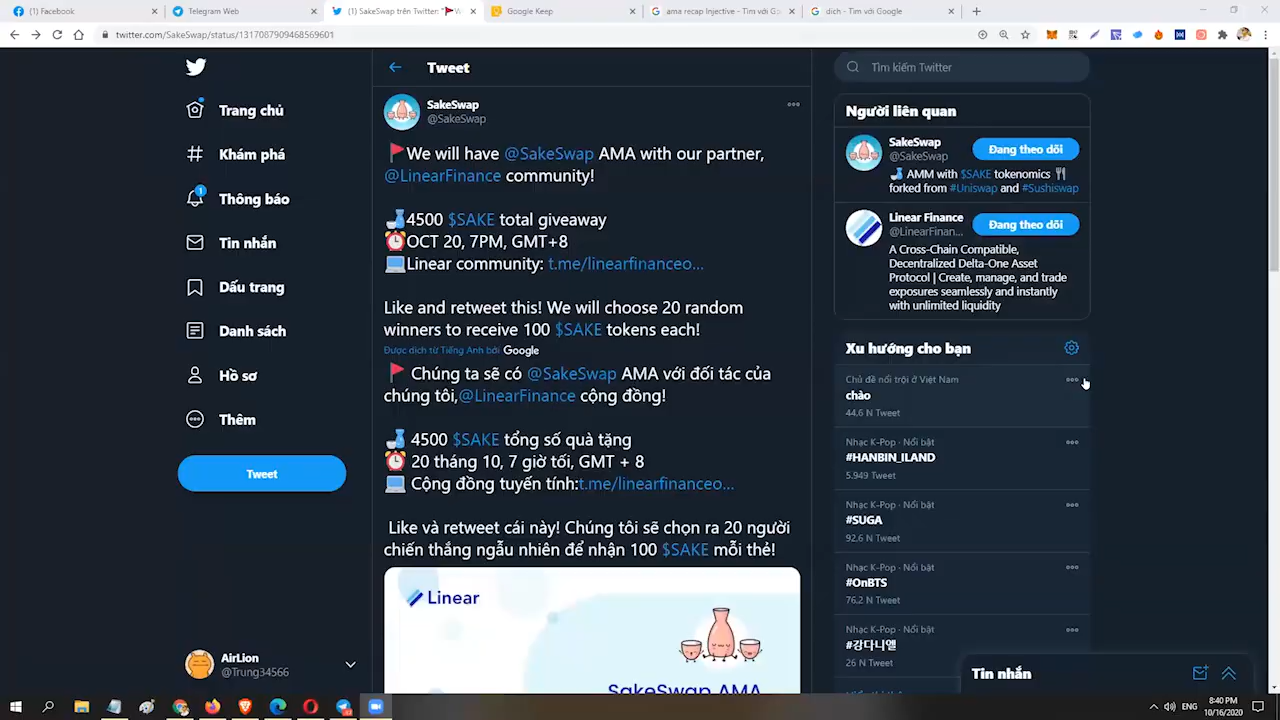 (1) Facebook
Telegram Web
(1) SakeSwap trên Twitter: "
Google Keep
ama recap Injective - Tìm với G
dich - Tìm với Google
twitter.com/SakeSwap/status/1317087909468569601
Trang chủ
Khám phá
1
Thông báo
Tin nhắn
Dấu trang
Danh sách
Hồ sơ
Thêm
Tweet
AirLion
@Trung34566
Tweet
SakeSwap
@SakeSwap
🚩We will have @SakeSwap AMA with our partner,
@LinearFinance community!
🍶4500 $SAKE total giveaway
⏰OCT 20, 7PM, GMT+8
💻Linear community: t.me/linearfinanceo…
Like and retweet this! We will choose 20 random
winners to receive 100 $SAKE tokens each!
Được dịch từ Tiếng Anh bởi Google
🚩 Chúng ta sẽ có @SakeSwap AMA với đối tác của
chúng tôi,@LinearFinance cộng đồng!
🍶 4500 $SAKE tổng số quà tặng
⏰ 20 tháng 10, 7 giờ tối, GMT + 8
💻 Cộng đồng tuyến tính:t.me/linearfinanceo…
Like và retweet cái này! Chúng tôi sẽ chọn ra 20 người
chiến thắng ngẫu nhiên để nhận 100 $SAKE mỗi thẻ!
Linear
SakeSwap AMA
Tìm kiếm Twitter
Người liên quan
SakeSwap
@SakeSwap
Đang theo dõi
🍶 AMM with $SAKE tokenomics 🍴
forked from #Uniswap and #Sushiswap
Linear Finance
@LinearFinan...
Đang theo dõi
A Cross-Chain Compatible,
Decentralized Delta-One Asset
Protocol | Create, manage, and trade
exposures seamlessly and instantly
with unlimited liquidity
Xu hướng cho bạn
Chủ đề nổi trội ở Việt Nam
chào
44,6 N Tweet
Nhạc K-Pop · Nổi bật
#HANBIN_ILAND
5.949 Tweet
Nhạc K-Pop · Nổi bật
#SUGA
92.6 N Tweet
Nhạc K-Pop · Nổi bật
#OnBTS
76.2 N Tweet
Nhạc K-Pop · Nổi bật
#강다니엘
26 N Tweet
Tin nhắn
ENG
8:40 PM
10/16/2020